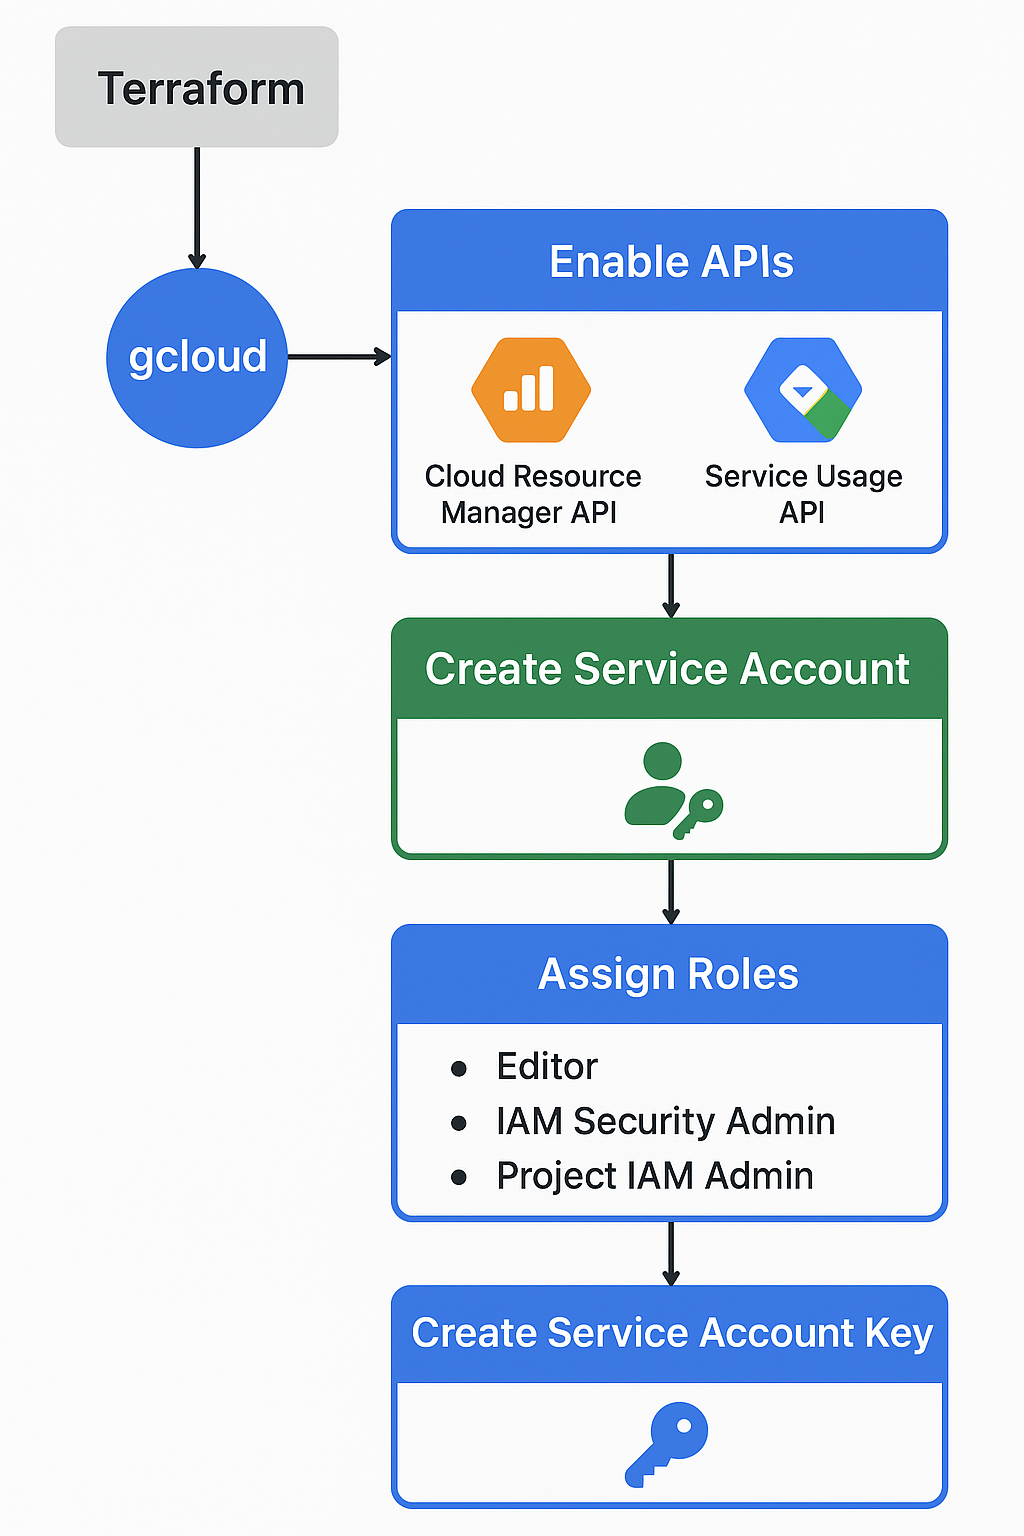 Terraform
gcloud
Enable APIs
Cloud Resource
Manager API
Service Usage
API
Create Service Account
Assign Roles
• Editor
• IAM Security Admin
• Project IAM Admin
Create Service Account Key